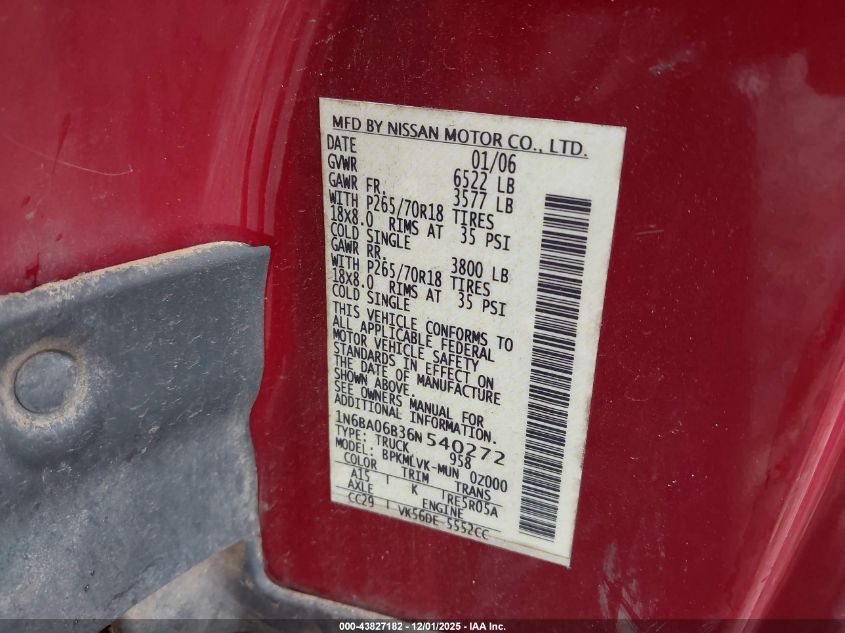 MFD BY NISSAN MOTOR CO., LTD.
DATE 01/06
GVWR 6522 LB
GAWR FR. 3577 LB
WITH P265/70R18 TIRES
18X8.0 RIMS AT 35 PSI
COLD SINGLE
GAWR RR. 3800 LB
WITH P265/70R18 TIRES
18X8.0 RIMS AT 35 PSI
COLD SINGLE
THIS VEHICLE CONFORMS TO
ALL APPLICABLE FEDERAL
MOTOR VEHICLE SAFETY
STANDARDS IN EFFECT ON
THE DATE OF MANUFACTURE
SHOWN ABOVE.
SEE OWNERS MANUAL FOR
ADDITIONAL INFORMATION.
1N6BA06B36N540272
TYPE: TRUCK 958
MODEL: BPKMLVK-MUN 0Z000
COLOR TRIM TRANS
A15 K TRE5R05A
AXLE ENGINE
CC29 VK56DE 5552CC
000-43827182 • 12/01/2025 - IAA Inc.